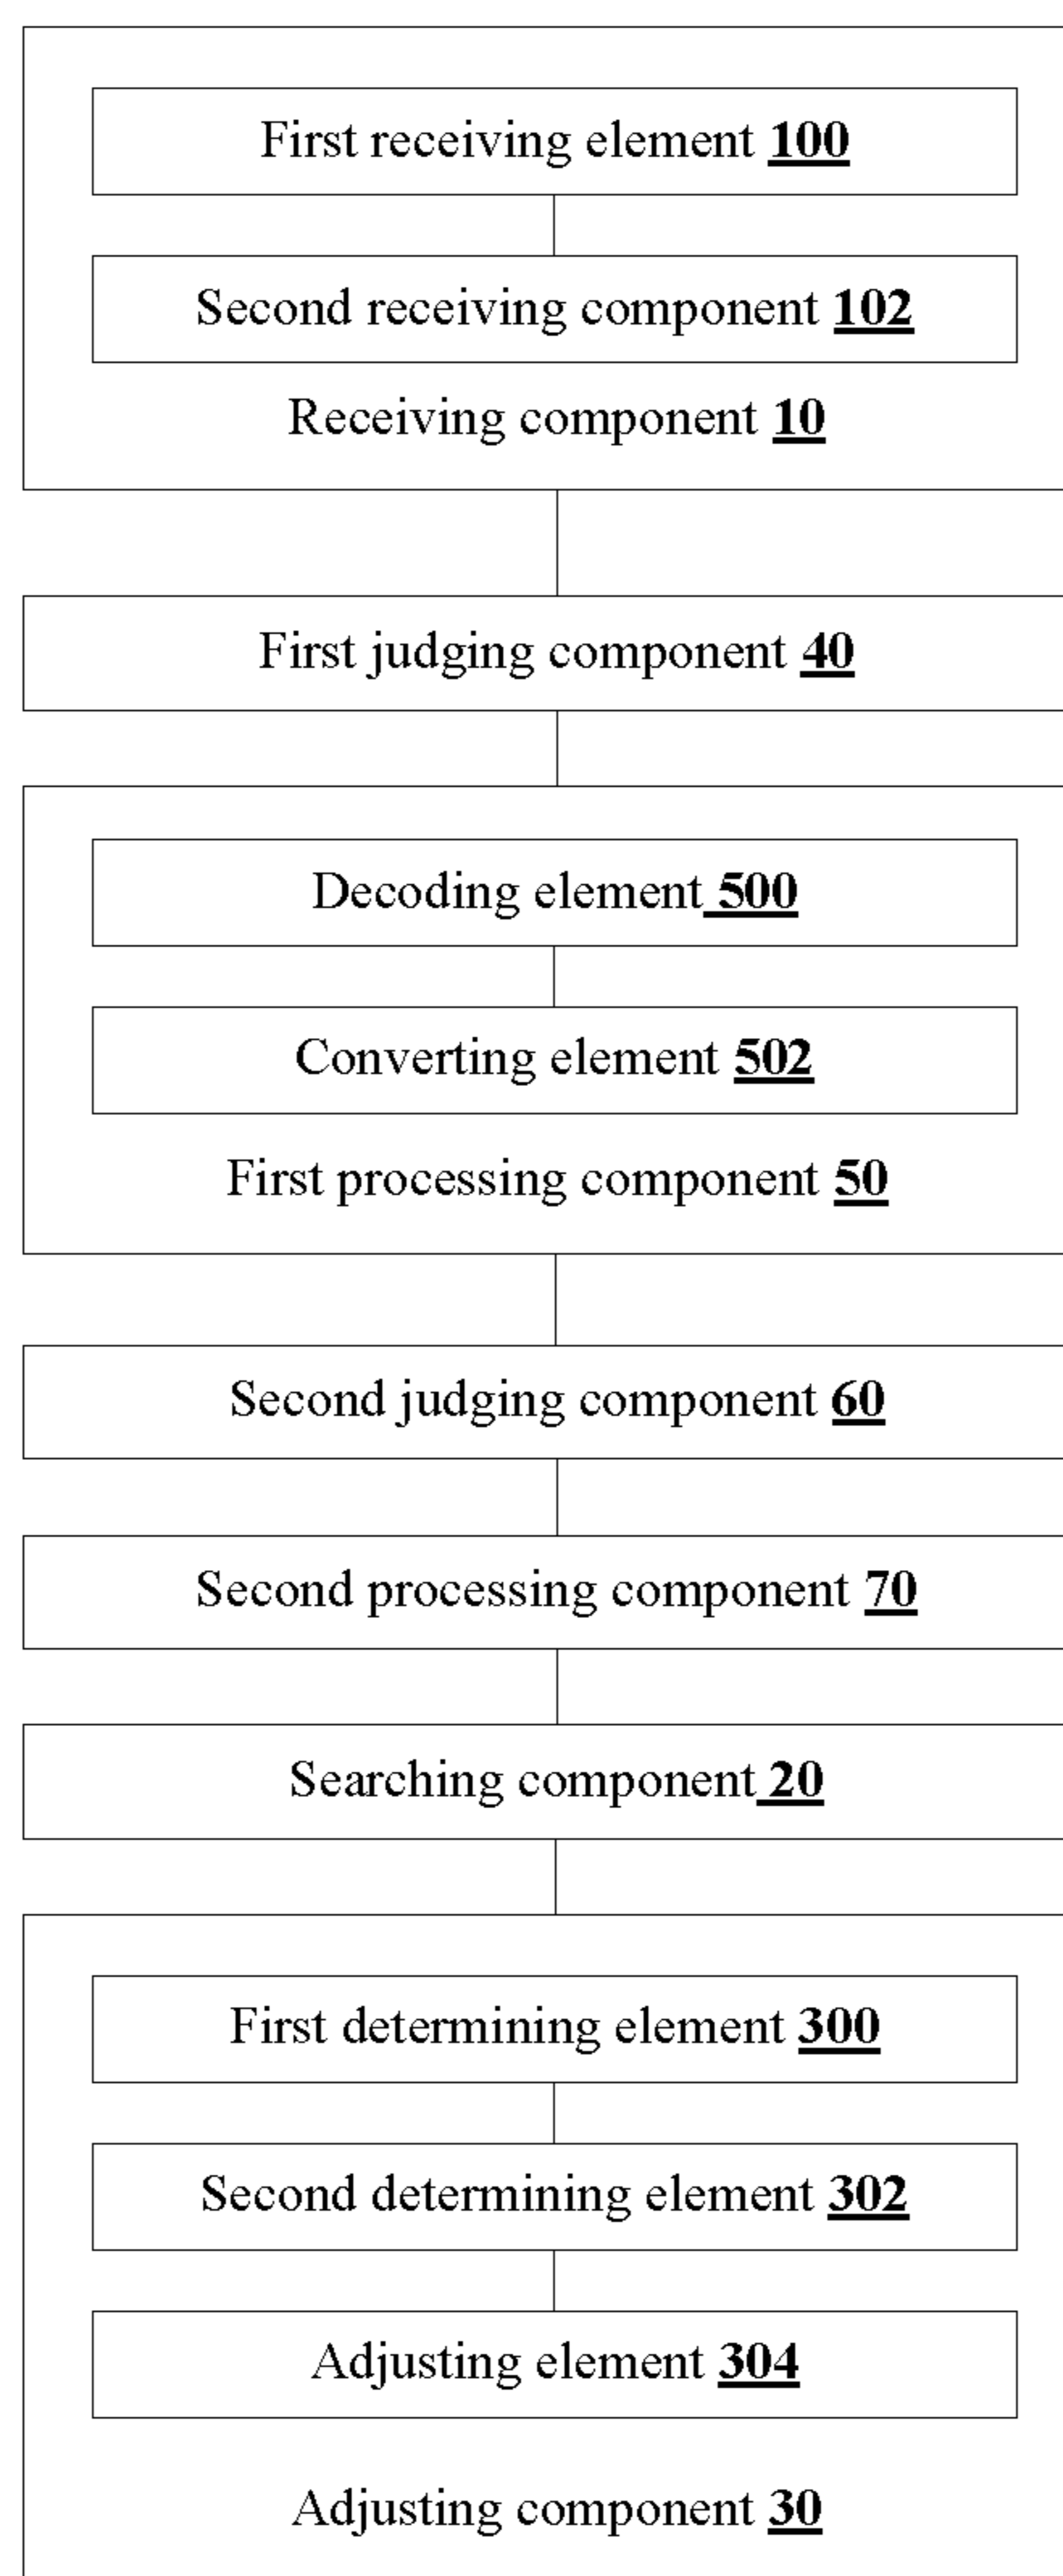 First receiving element 100
Second receiving component 102
Receiving component 10
First judging component 40
Decoding element 500
Converting element 502
First processing component 50
Second judging component 60
Second processing component 70
Searching component 20
First determining element 300
Second determining element 302
Adjusting element 304
Adjusting component 30